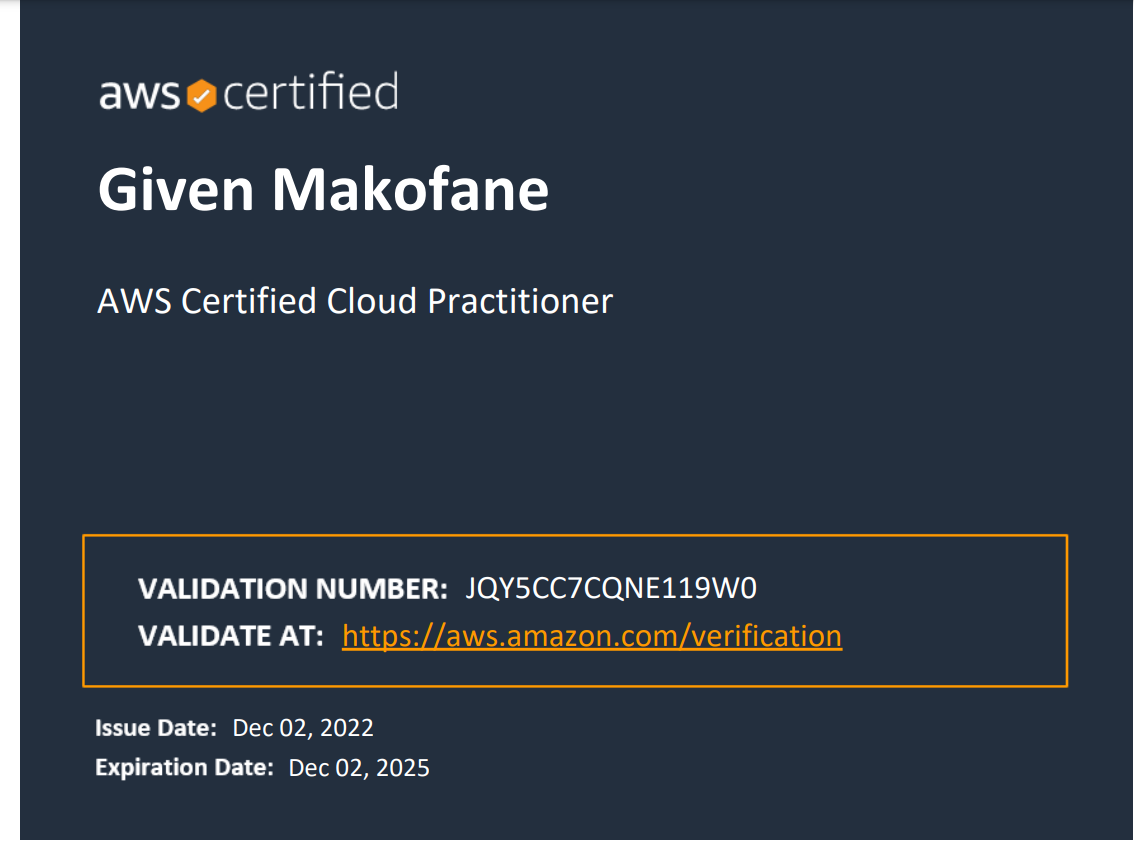 aws certified
Given Makofane
AWS Certified Cloud Practitioner
VALIDATION NUMBER: JQY5CC7CQNE119W0
VALIDATE AT: https://aws.amazon.com/verification
Issue Date: Dec 02, 2022
Expiration Date: Dec 02, 2025